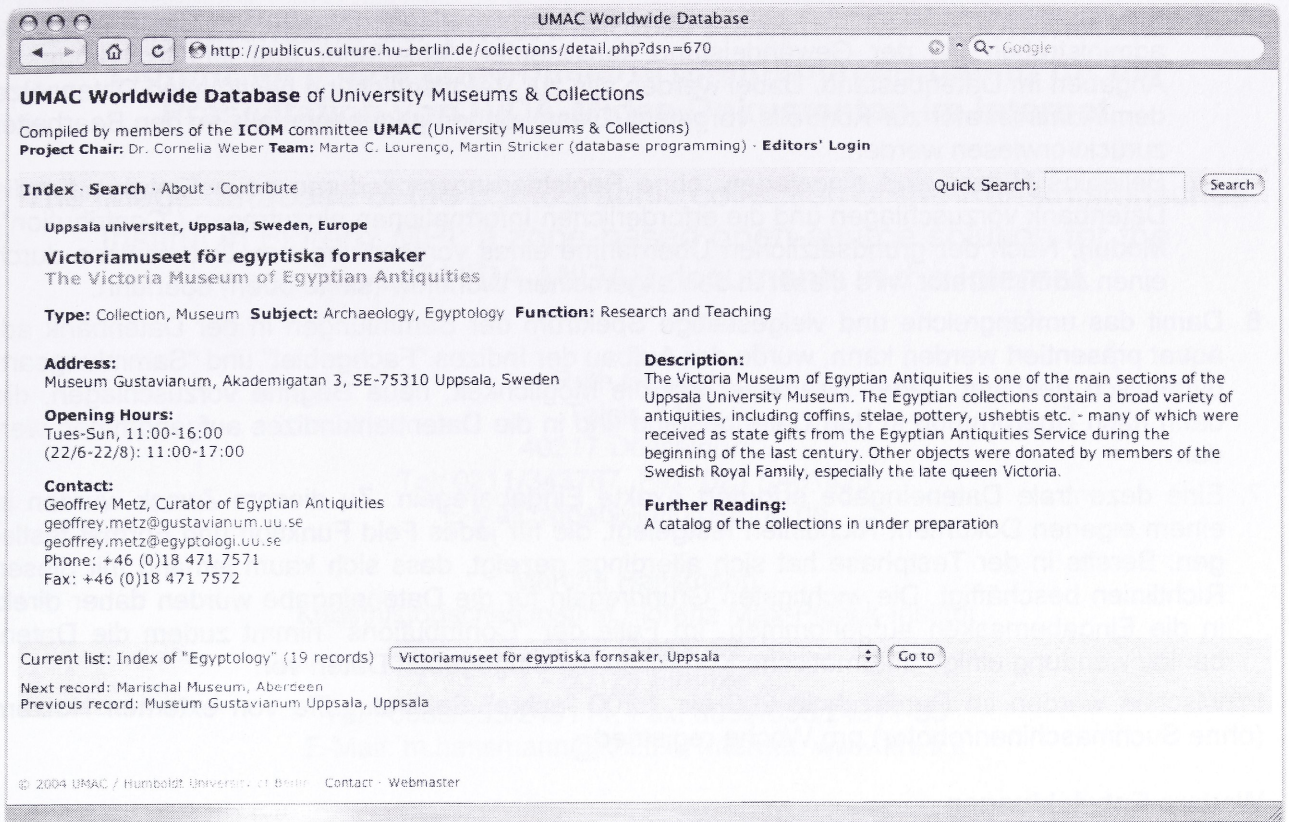 UMAC Worldwide Database
http://publicus.culture.hu-berlin.de/collections/detail.php?dsn=670
Google
UMAC Worldwide Database of University Museums & Collections
Compiled by members of the ICOM committee UMAC (University Museums & Collections)
Project Chair: Dr. Cornelia Weber Team: Marta C. Lourenço, Martin Stricker (database programming) · Editors' Login
Index · Search · About · Contribute
Quick Search: Search
Uppsala universitet, Uppsala, Sweden, Europe
Victoriamuseet för egyptiska fornsaker
The Victoria Museum of Egyptian Antiquities
Type: Collection, Museum Subject: Archaeology, Egyptology Function: Research and Teaching
Address:
Museum Gustavianum, Akademigatan 3, SE-75310 Uppsala, Sweden
Opening Hours:
Tues-Sun, 11:00-16:00
(22/6-22/8): 11:00-17:00
Contact:
Geoffrey Metz, Curator of Egyptian Antiquities
geoffrey.metz@gustavianum.uu.se
geoffrey.metz@egyptologi.uu.se
Phone: +46 (0)18 471 7571
Fax: +46 (0)18 471 7572
Description:
The Victoria Museum of Egyptian Antiquities is one of the main sections of the
Uppsala University Museum. The Egyptian collections contain a broad variety of
antiquities, including coffins, stelae, pottery, ushebtis etc. - many of which were
received as state gifts from the Egyptian Antiquities Service during the
beginning of the last century. Other objects were donated by members of the
Swedish Royal Family, especially the late queen Victoria.
Further Reading:
A catalog of the collections in under preparation
Current list: Index of "Egyptology" (19 records) Victoriamuseet för egyptiska fornsaker, Uppsala Go to
Next record: Marischal Museum, Aberdeen
Previous record: Museum Gustavianum Uppsala, Uppsala
© 2004 UMAC / Humboldt University of Berlin Contact · Webmaster